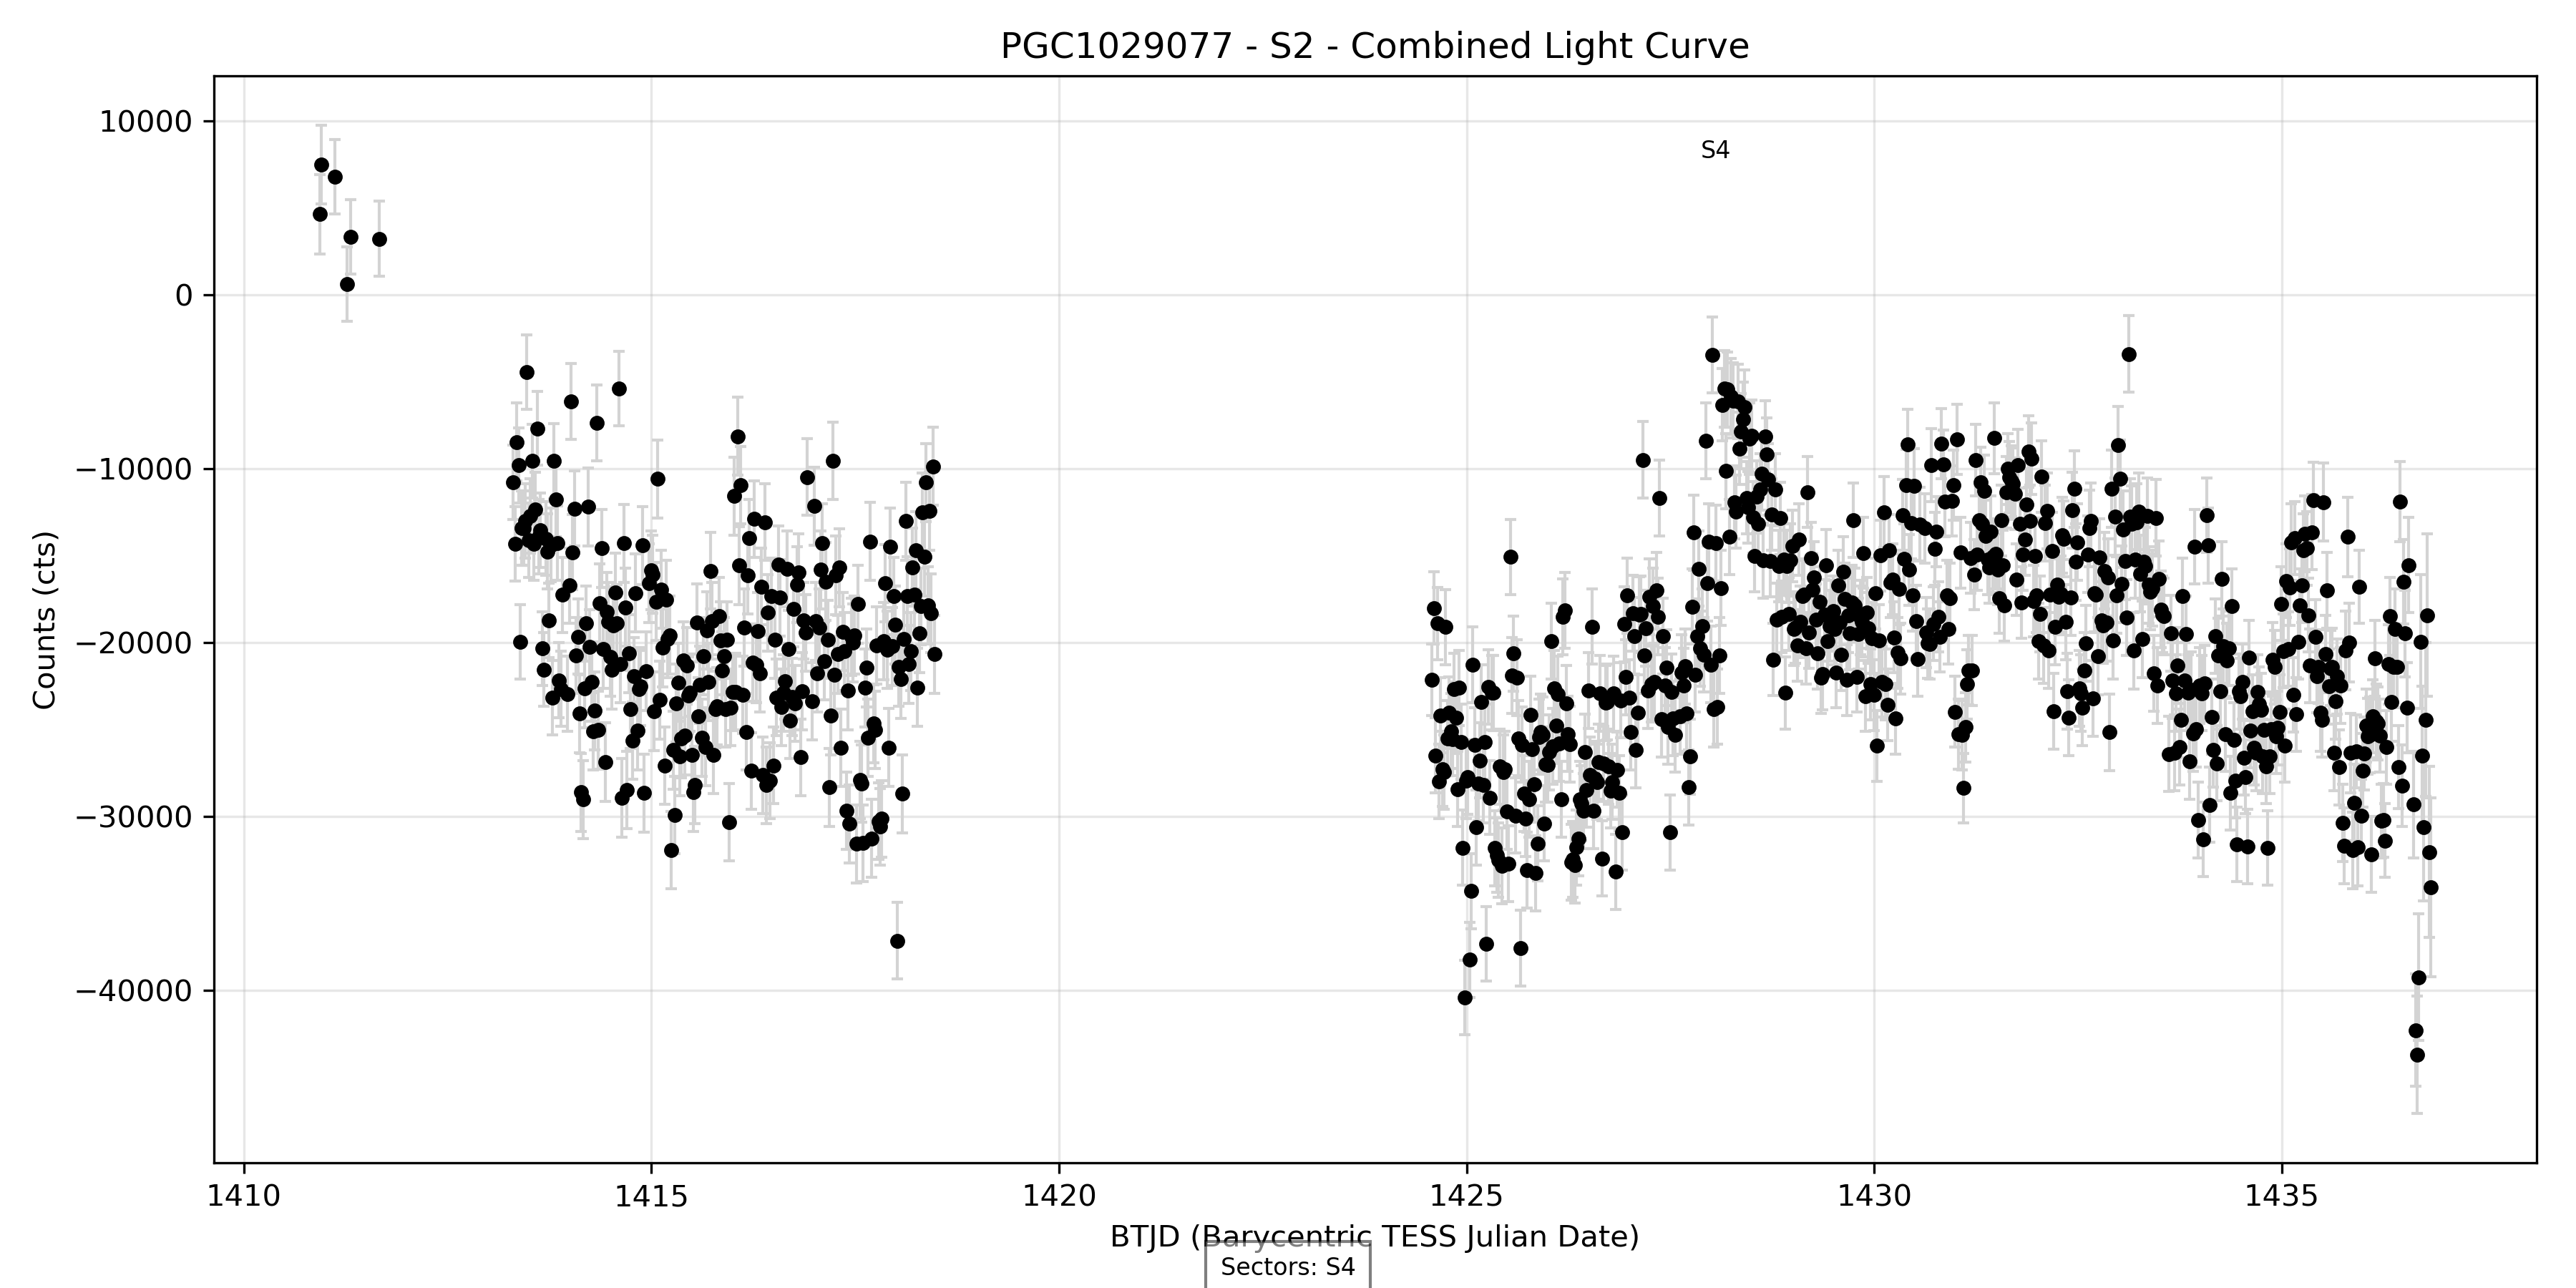 PGC1029077 - S2 - Combined Light Curve
S4
Counts (cts)
10000
0
−10000
−20000
−30000
−40000
1410 1415 1420 1425 1430 1435
BTJD (Barycentric TESS Julian Date)
Sectors: S4